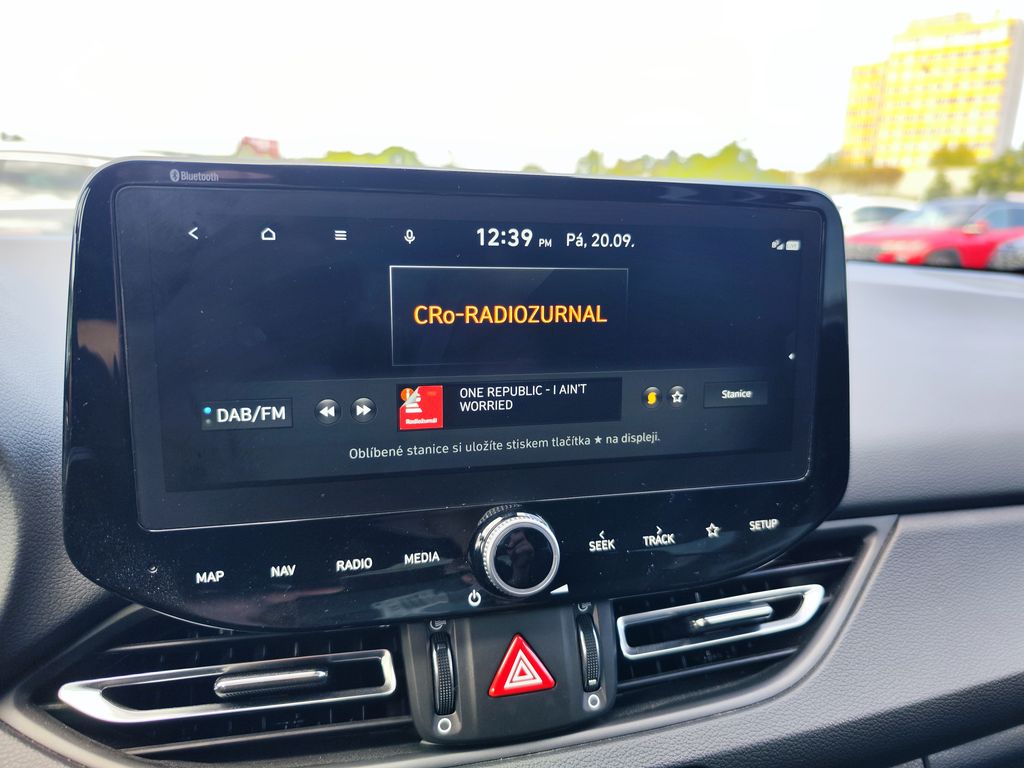 Bluetooth
12:39 PM Pá, 20.09.
CRo-RADIOZURNAL
DAB/FM
Radiožurnál
ONE REPUBLIC - I AIN'T
WORRIED
Stanice
Oblíbené stanice si uložíte stiskem tlačítka ★ na displeji.
MAP
NAV
RADIO
MEDIA
SEEK
TRACK
SETUP